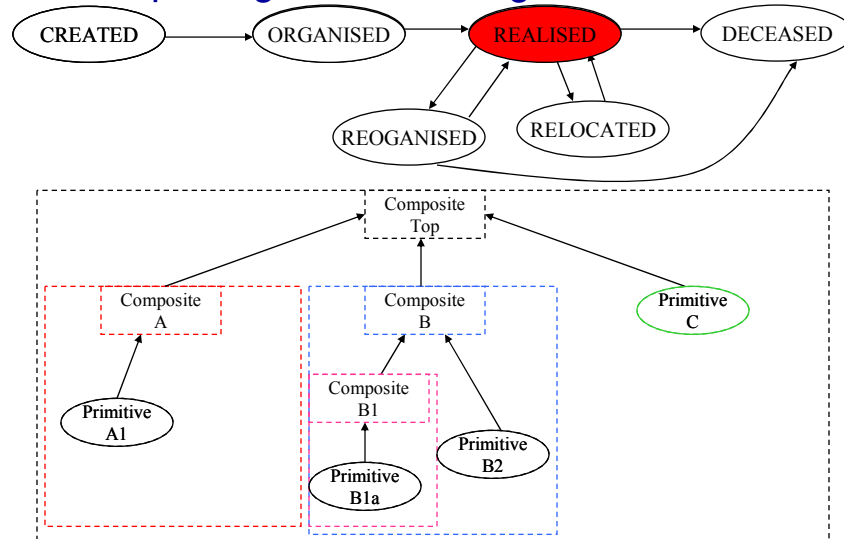 CREATED
ORGANISED
REALISED
DECEASED
REOGANISED
RELOCATED
Composite
Top
Composite
A
Composite
B
Primitive
C
Composite
B1
Primitive
A1
Primitive
B2
Primitive
B1a